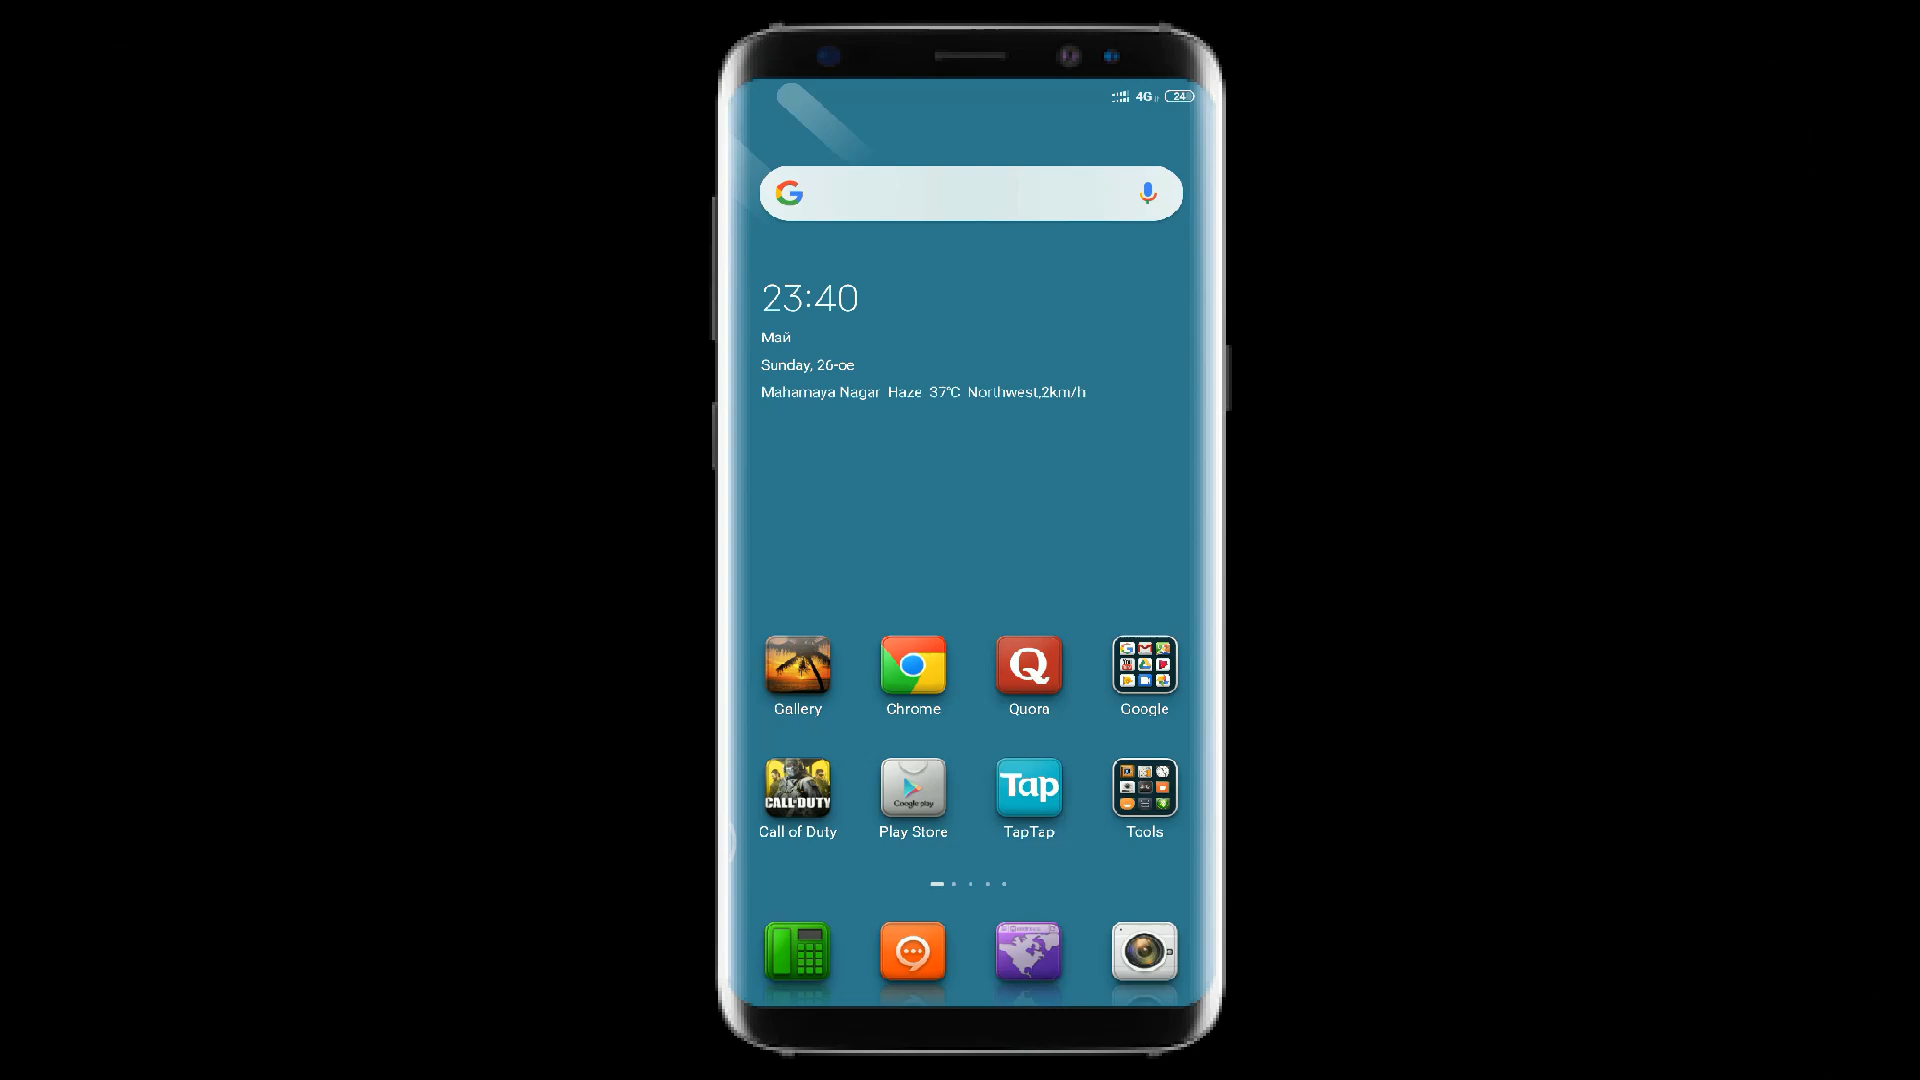 4G 24
23:40
Май
Sunday, 26-ое
Mahamaya Nagar Haze 37°C Northwest,2km/h
Gallery Chrome Quora Google
CALL OF DUTY Google play Tap
Call of Duty Play Store TapTap Tools